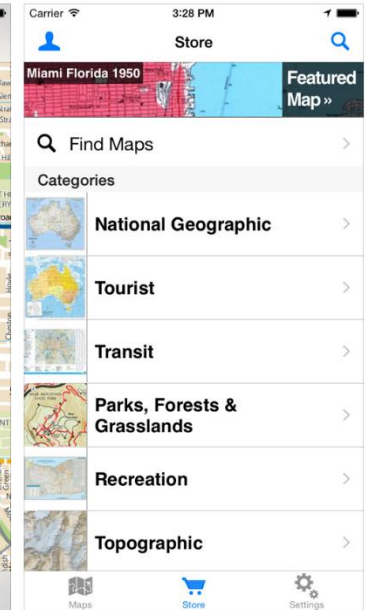 Carrier 3:28 PM
Store
Miami Florida 1950
Featured
Map »
Find Maps
Categories
National Geographic
Tourist
Transit
Parks, Forests &
Grasslands
Recreation
Topographic
Maps Store Settings